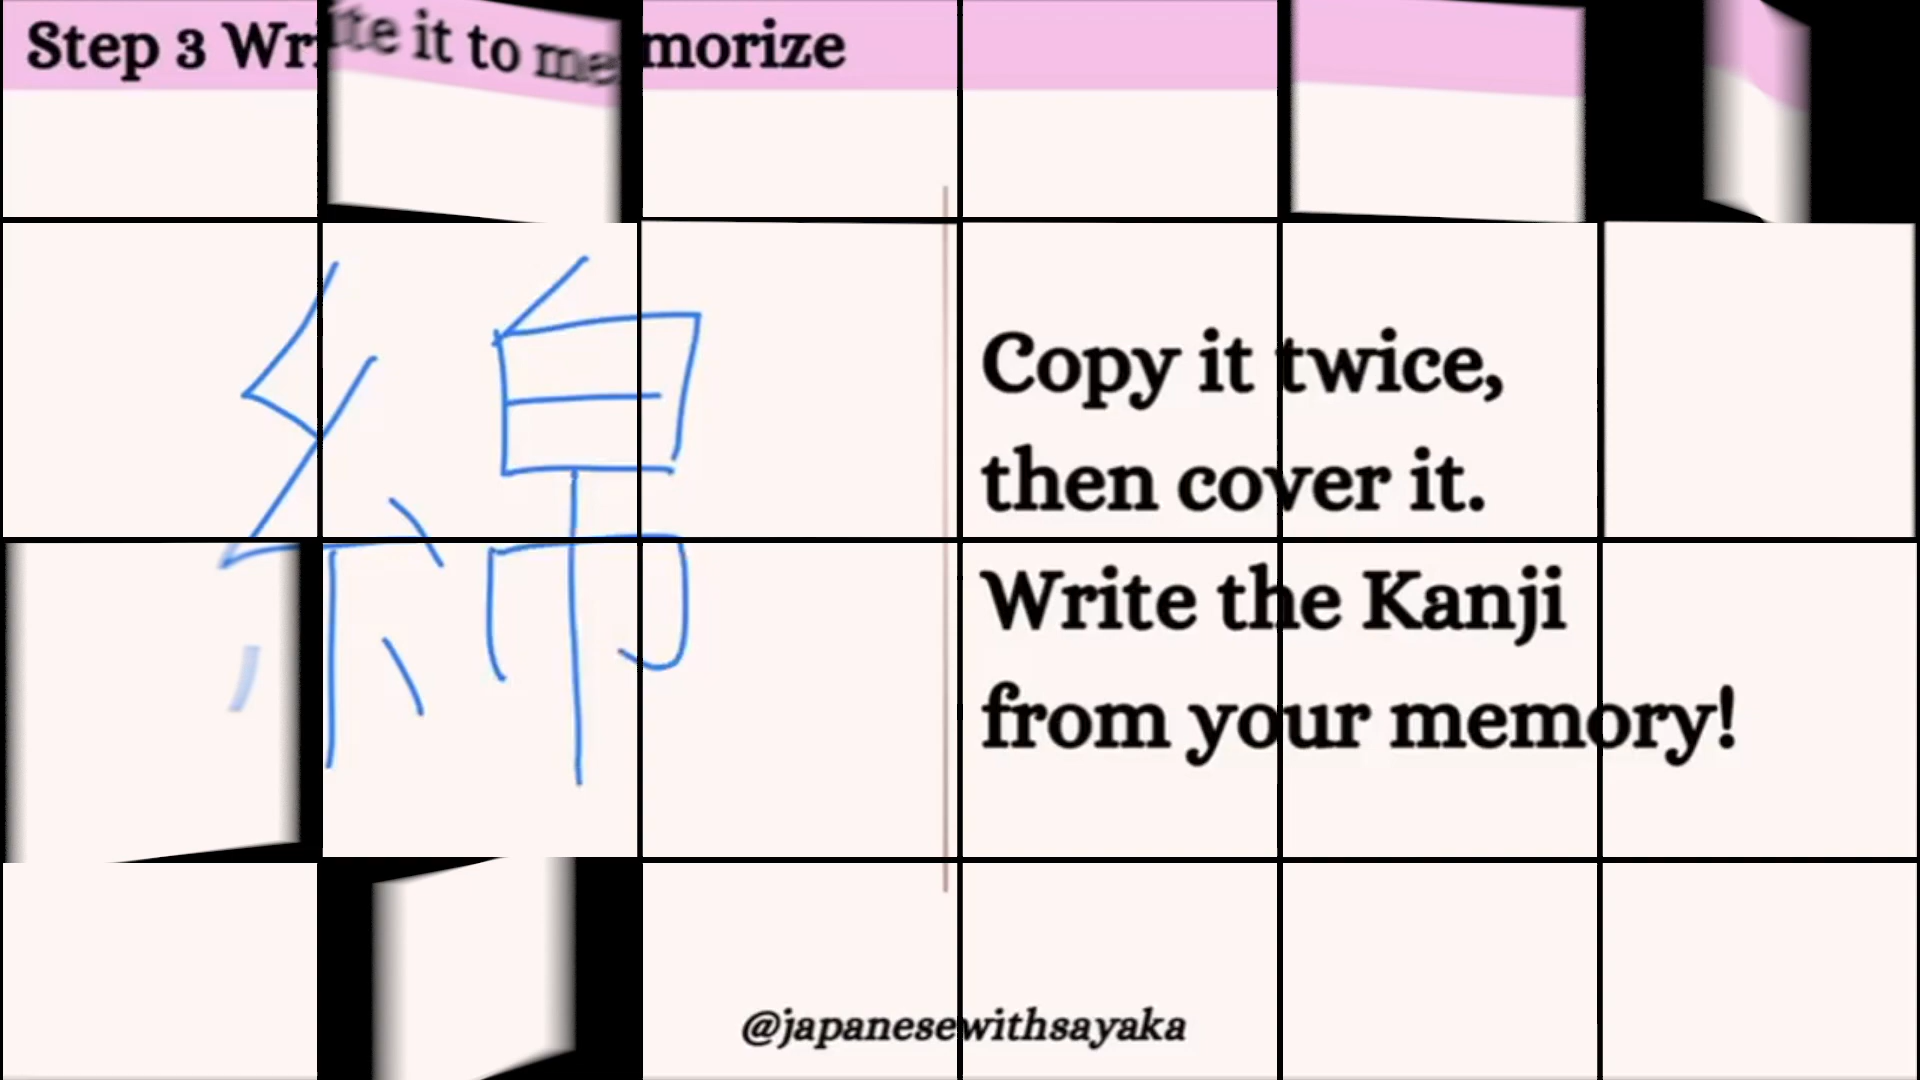 Step 3 Write it to memorize
綿
Copy it twice,
then cover it.
Write the Kanji
from your memory!
@japanesewithsayaka